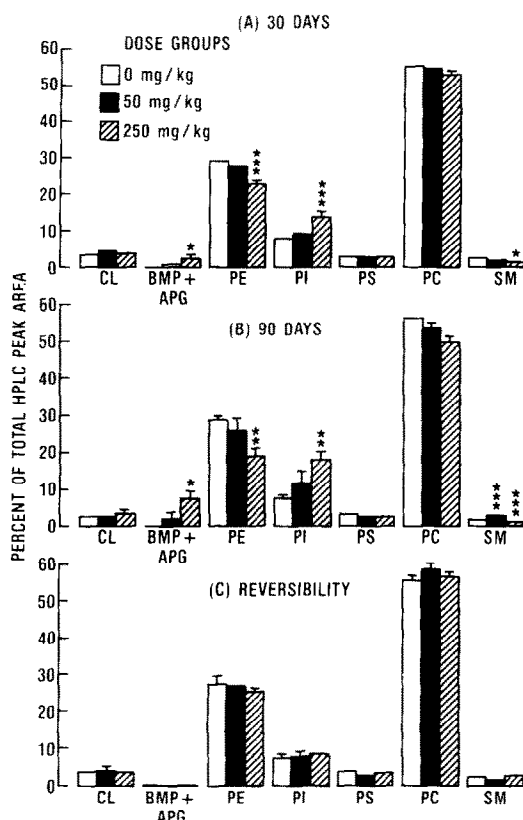 (A) 30 DAYS
DOSE GROUPS
0 mg/kg
50 mg/kg
250 mg/kg
60
50
40
30
20
10
0
***
***
*
*
CL BMP + APG PE PI PS PC SM
PERCENT OF TOTAL HPLC PEAK AREA
(B) 90 DAYS
60
50
40
30
20
10
0
*
**
**
***
***
CL BMP + APG PE PI PS PC SM
(C) REVERSIBILITY
60
50
40
30
20
10
0
CL BMP + APG PE PI PS PC SM